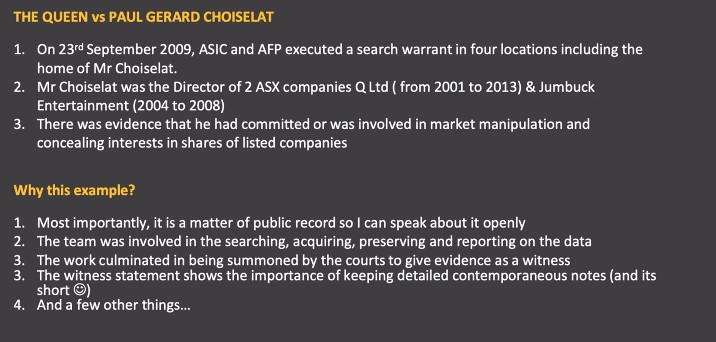 THE QUEEN vs PAUL GERARD CHOISELAT
1. On 23rd September 2009, ASIC and AFP executed a search warrant in four locations including the
home of Mr Choiselat.
2. Mr Choiselat was the Director of 2 ASX companies Q Ltd ( from 2001 to 2013) & Jumbuck
Entertainment (2004 to 2008)
3. There was evidence that he had committed or was involved in market manipulation and
concealing interests in shares of listed companies
Why this example?
1. Most importantly, it is a matter of public record so I can speak about it openly
2. The team was involved in the searching, acquiring, preserving and reporting on the data
3. The work culminated in being summoned by the courts to give evidence as a witness
3. The witness statement shows the importance of keeping detailed contemporaneous notes (and its
short ☺)
4. And a few other things...